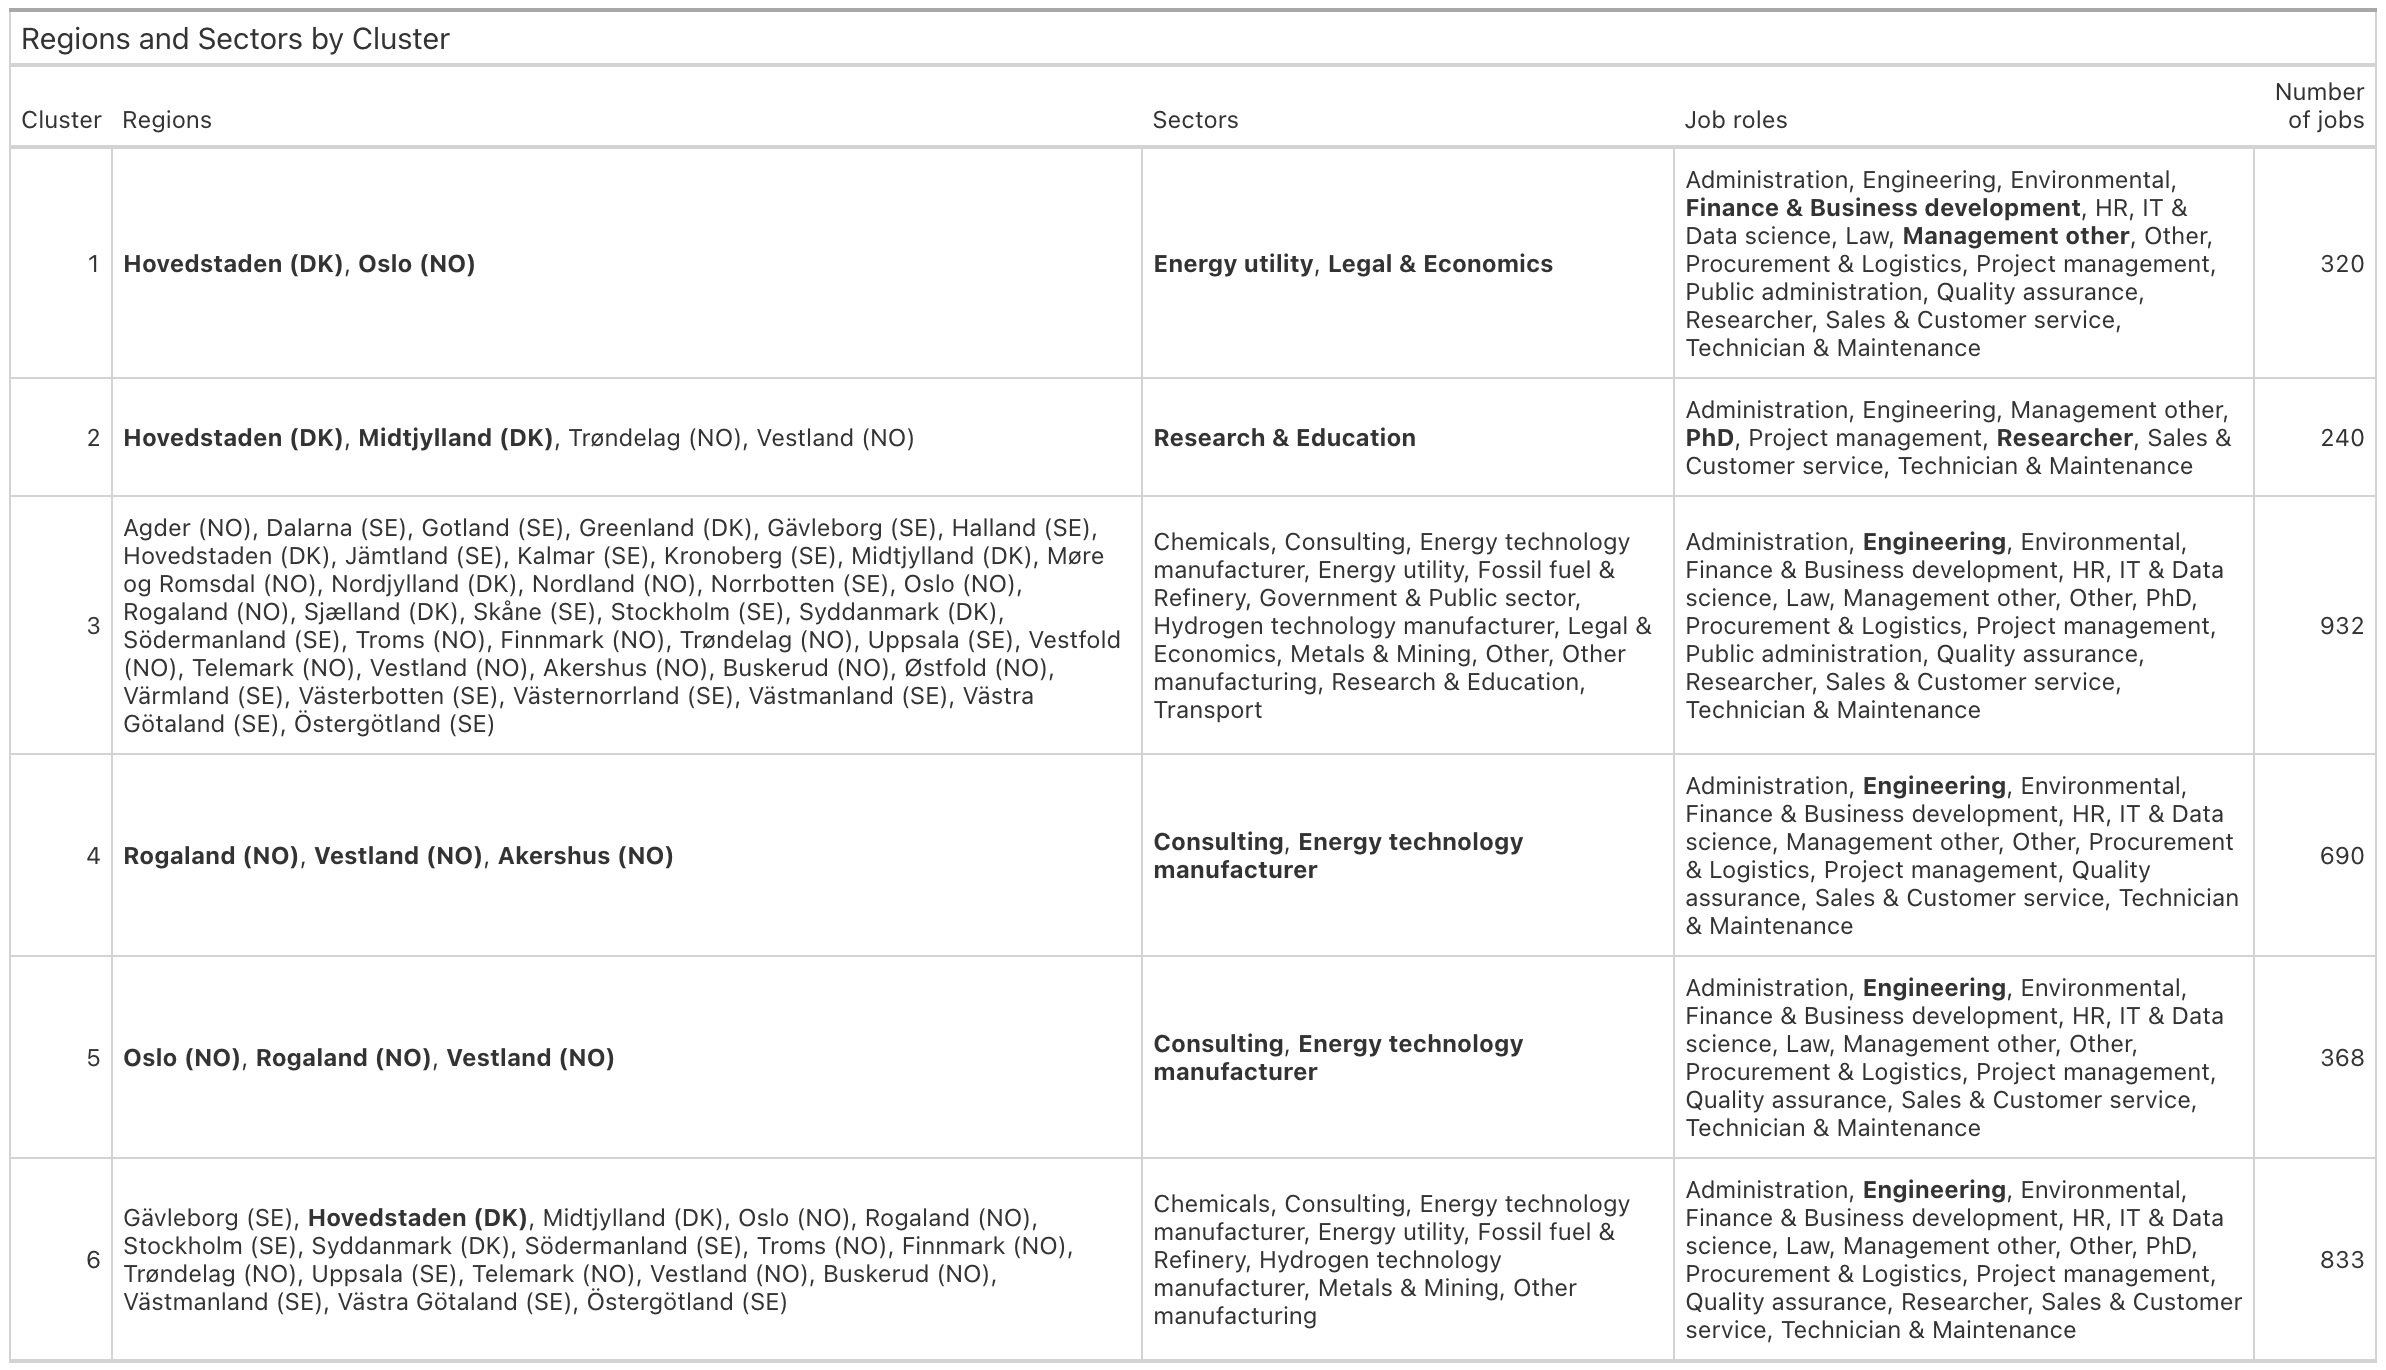 Regions and Sectors by Cluster
Number
Cluster Regions Sectors Job roles of jobs
1
Hovedstaden (DK), Oslo (NO)
Energy utility, Legal & Economics
Administration, Engineering, Environmental,
Finance & Business development, HR, IT &
Data science, Law, Management other, Other,
Procurement & Logistics, Project management,
Public administration, Quality assurance,
Researcher, Sales & Customer service,
Technician & Maintenance
320
2
Hovedstaden (DK), Midtjylland (DK), Trøndelag (NO), Vestland (NO)
Research & Education
Administration, Engineering, Management other,
PhD, Project management, Researcher, Sales &
Customer service, Technician & Maintenance
240
3
Agder (NO), Dalarna (SE), Gotland (SE), Greenland (DK), Gävleborg (SE), Halland (SE),
Hovedstaden (DK), Jämtland (SE), Kalmar (SE), Kronoberg (SE), Midtjylland (DK), Møre
og Romsdal (NO), Nordjylland (DK), Nordland (NO), Norrbotten (SE), Oslo (NO),
Rogaland (NO), Sjælland (DK), Skåne (SE), Stockholm (SE), Syddanmark (DK),
Södermanland (SE), Troms (NO), Finnmark (NO), Trøndelag (NO), Uppsala (SE), Vestfold
(NO), Telemark (NO), Vestland (NO), Akershus (NO), Buskerud (NO), Østfold (NO),
Värmland (SE), Västerbotten (SE), Västernorrland (SE), Västmanland (SE), Västra
Götaland (SE), Östergötland (SE)
Chemicals, Consulting, Energy technology
manufacturer, Energy utility, Fossil fuel &
Refinery, Government & Public sector,
Hydrogen technology manufacturer, Legal &
Economics, Metals & Mining, Other, Other
manufacturing, Research & Education,
Transport
Administration, Engineering, Environmental,
Finance & Business development, HR, IT & Data
science, Law, Management other, Other, PhD,
Procurement & Logistics, Project management,
Public administration, Quality assurance,
Researcher, Sales & Customer service,
Technician & Maintenance
932
4
Rogaland (NO), Vestland (NO), Akershus (NO)
Consulting, Energy technology
manufacturer
Administration, Engineering, Environmental,
Finance & Business development, HR, IT & Data
science, Management other, Other, Procurement
& Logistics, Project management, Quality
assurance, Sales & Customer service, Technician
& Maintenance
690
5
Oslo (NO), Rogaland (NO), Vestland (NO)
Consulting, Energy technology
manufacturer
Administration, Engineering, Environmental,
Finance & Business development, HR, IT & Data
science, Law, Management other, Other,
Procurement & Logistics, Project management,
Quality assurance, Sales & Customer service,
Technician & Maintenance
368
6
Gävleborg (SE), Hovedstaden (DK), Midtjylland (DK), Oslo (NO), Rogaland (NO),
Stockholm (SE), Syddanmark (DK), Södermanland (SE), Troms (NO), Finnmark (NO),
Trøndelag (NO), Uppsala (SE), Telemark (NO), Vestland (NO), Buskerud (NO),
Västmanland (SE), Västra Götaland (SE), Östergötland (SE)
Chemicals, Consulting, Energy technology
manufacturer, Energy utility, Fossil fuel &
Refinery, Hydrogen technology
manufacturer, Metals & Mining, Other
manufacturing
Administration, Engineering, Environmental,
Finance & Business development, HR, IT & Data
science, Law, Management other, Other, PhD,
Procurement & Logistics, Project management,
Quality assurance, Researcher, Sales & Customer
service, Technician & Maintenance
833